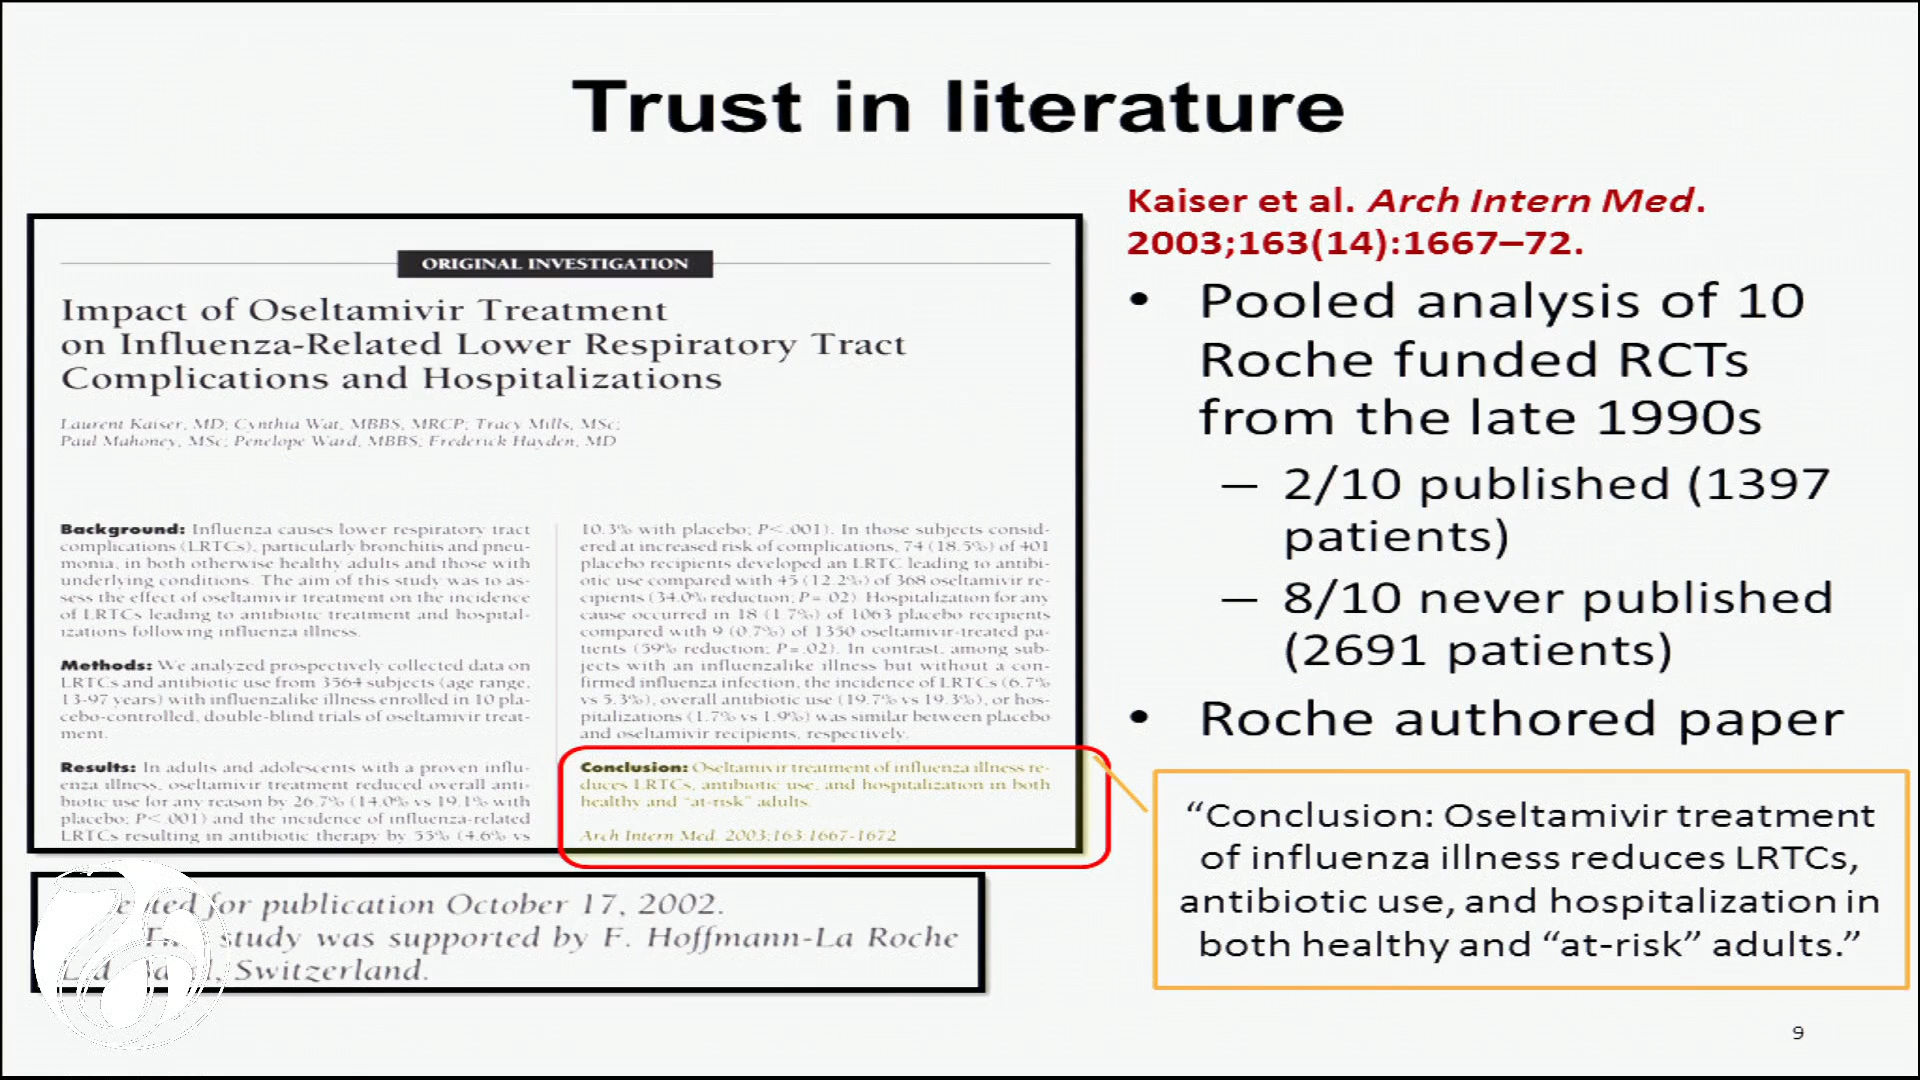 Trust in literature
ORIGINAL INVESTIGATION
Impact of Oseltamivir Treatment
on Influenza-Related Lower Respiratory Tract
Complications and Hospitalizations
Laurent Kaiser, MD; Cynthia Wat, MBBS, MRCP; Tracy Mills, MSc;
Paul Mahoney, MSc; Penelope Ward, MBBS; Frederick Hayden, MD
Background: Influenza causes lower respiratory tract
complications (LRTCs), particularly bronchitis and pneu-
monia, in both otherwise healthy adults and those with
underlying conditions. The aim of this study was to as-
sess the effect of oseltamivir treatment on the incidence
of LRTCs leading to antibiotic treatment and hospital-
izations following influenza illness.
Methods: We analyzed prospectively collected data on
LRTCs and antibiotic use from 3564 subjects (age range,
13-97 years) with influenzalike illness enrolled in 10 pla-
cebo-controlled, double-blind trials of oseltamivir treat-
ment.
Results: In adults and adolescents with a proven influ-
enza illness, oseltamivir treatment reduced overall anti-
biotic use for any reason by 26.7% (14.0% vs 19.1% with
placebo; P<.001) and the incidence of influenza-related
LRTCs resulting in antibiotic therapy by 55% (4.6% vs
10.3% with placebo; P<.001). In those subjects consid-
ered at increased risk of complications, 74 (18.5%) of 401
placebo recipients developed an LRTC leading to antibi-
otic use compared with 45 (12.2%) of 368 oseltamivir re-
cipients (34.0% reduction; P=.02). Hospitalization for any
cause occurred in 18 (1.7%) of 1063 placebo recipients
compared with 9 (0.7%) of 1350 oseltamivir-treated pa-
tients (59% reduction; P=.02). In contrast, among sub-
jects with an influenzalike illness but without a con-
firmed influenza infection, the incidence of LRTCs (6.7%
vs 5.3%), overall antibiotic use (19.7% vs 19.3%), or hos-
pitalizations (1.7% vs 1.9%) was similar between placebo
and oseltamivir recipients, respectively.
Conclusion: Oseltamivir treatment of influenza illness re-
duces LRTCs, antibiotic use, and hospitalization in both
healthy and "at-risk" adults.
Arch Intern Med. 2003;163:1667-1672
for publication October 17, 2002.
study was supported by F. Hoffmann-La Roche
Switzerland.
Kaiser et al. Arch Intern Med.
2003;163(14):1667–72.
• Pooled analysis of 10
Roche funded RCTs
from the late 1990s
– 2/10 published (1397
patients)
– 8/10 never published
(2691 patients)
• Roche authored paper
“Conclusion: Oseltamivir treatment
of influenza illness reduces LRTCs,
antibiotic use, and hospitalization in
both healthy and “at-risk” adults.”
9